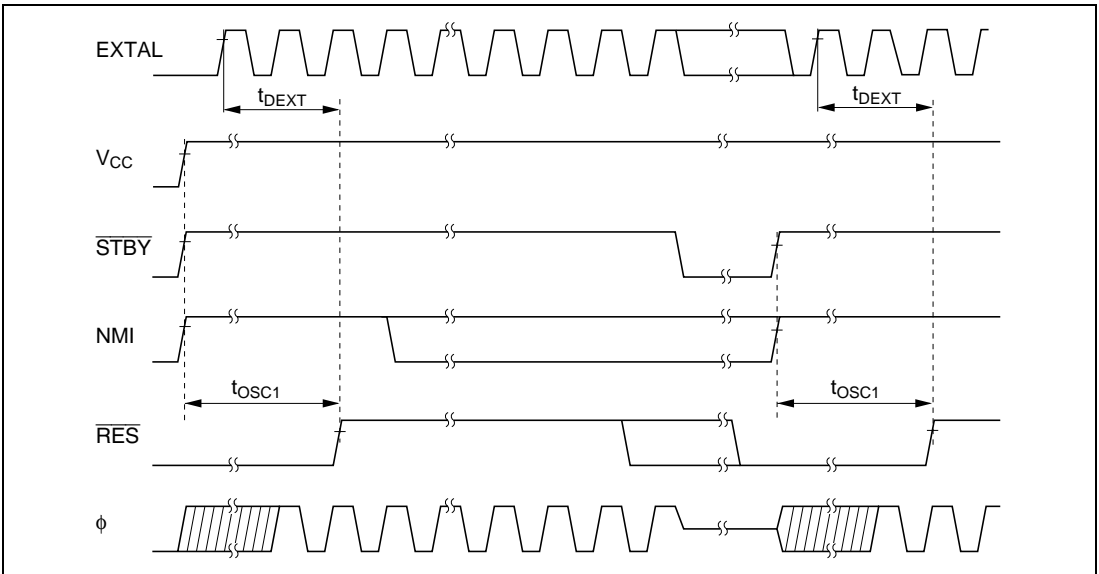 EXTAL
tDEXT tDEXT
VCC
STBY
NMI
tOSC1 tOSC1
RES
ϕ